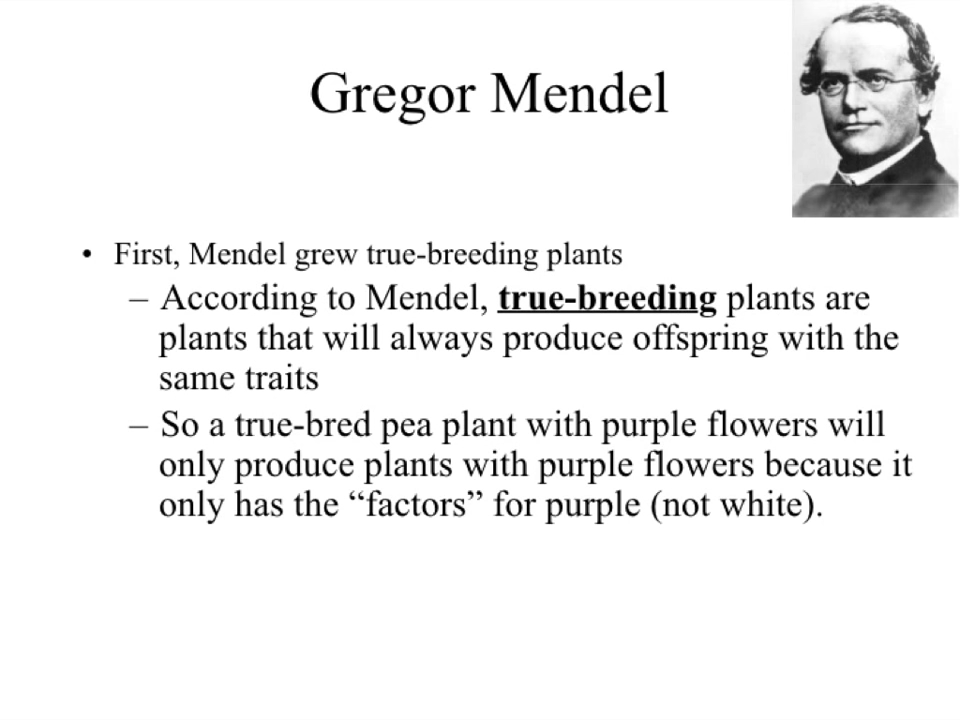 Gregor Mendel
• First, Mendel grew true-breeding plants
– According to Mendel, true-breeding plants are
plants that will always produce offspring with the
same traits
– So a true-bred pea plant with purple flowers will
only produce plants with purple flowers because it
only has the “factors” for purple (not white).